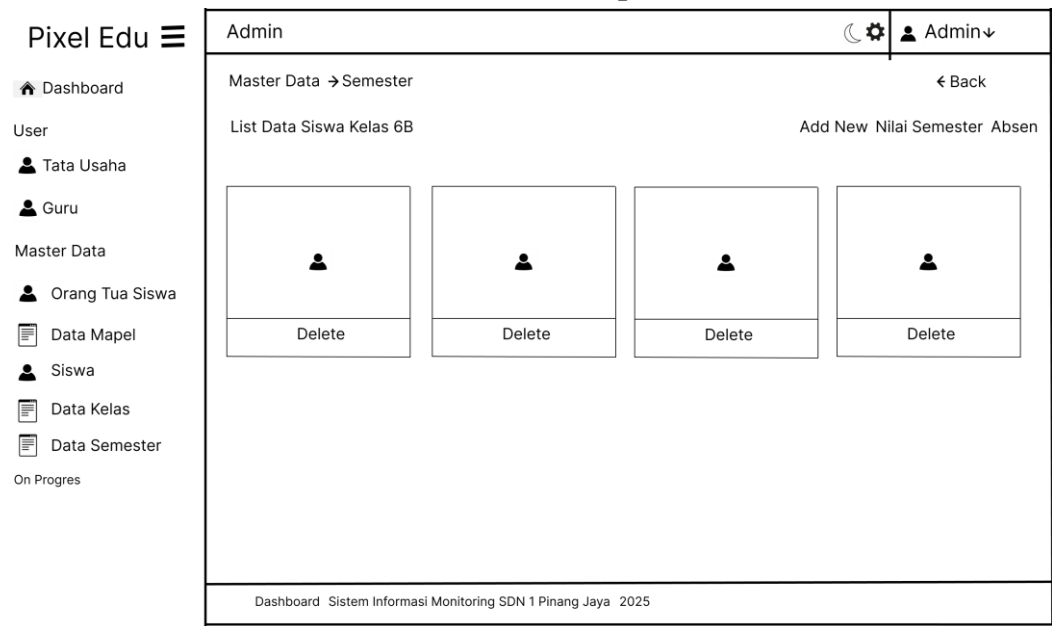 Pixel Edu
Dashboard
User
Tata Usaha
Guru
Master Data
Orang Tua Siswa
Data Mapel
Siswa
Data Kelas
Data Semester
On Progres
Admin
Admin
Master Data → Semester
← Back
List Data Siswa Kelas 6B
Add New Nilai Semester Absen
Delete
Delete
Delete
Delete
Dashboard Sistem Informasi Monitoring SDN 1 Pinang Jaya 2025